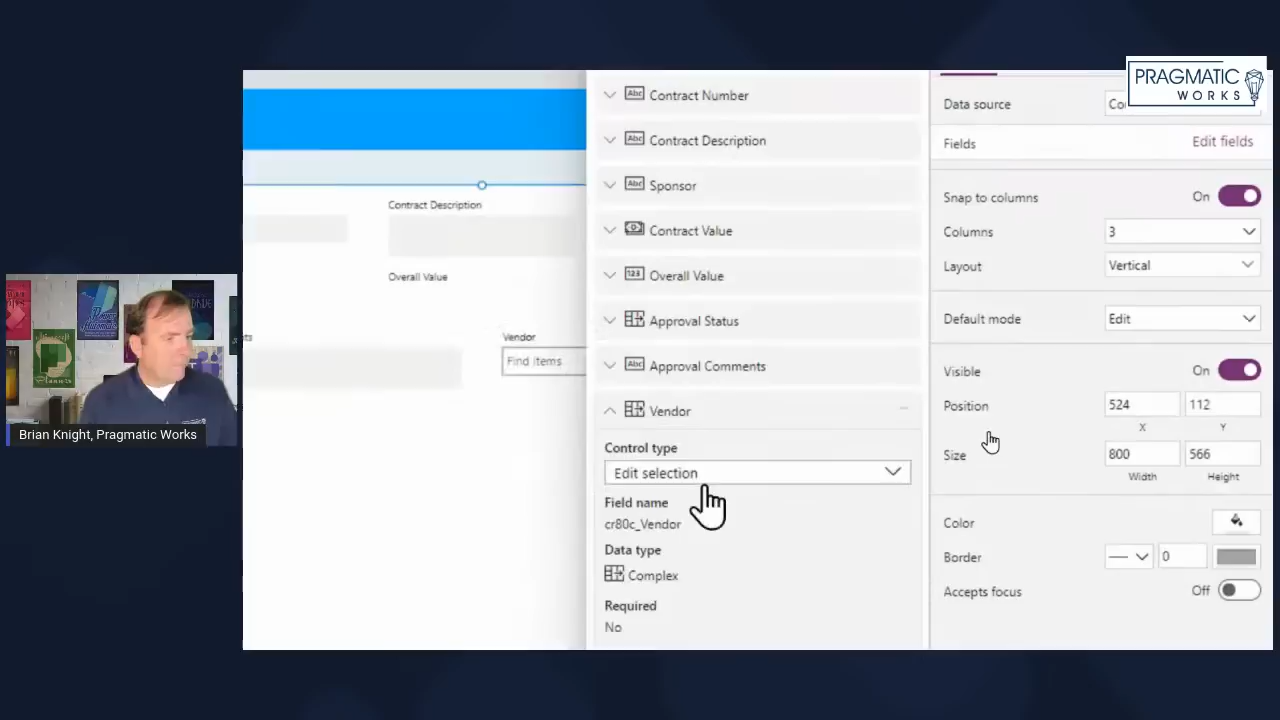 PRAGMATIC
WORKS
Contract Description
Overall Value
ts
Vendor
Find items
Contract Number
Contract Description
Sponsor
Contract Value
Overall Value
Approval Status
Approval Comments
Vendor
Control type
Edit selection
Field name
cr80c_Vendor
Data type
Complex
Required
No
Data source
Co
Fields
Edit fields
Snap to columns
On
Columns
3
Layout
Vertical
Default mode
Edit
Visible
On
Position
524
112
X
Y
Size
800
566
Width
Height
Color
Border
0
Accepts focus
Off
Brian Knight, Pragmatic Works